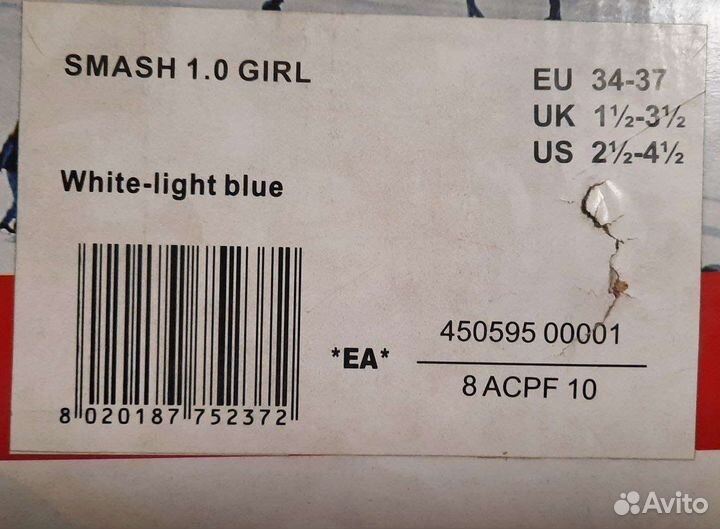 SMASH 1.0 GIRL
EU 34-37
UK 1½-3½
US 2½-4½
White-light blue
*EA*
450595 00001
8 ACPF 10
8 020187 752372
Avito